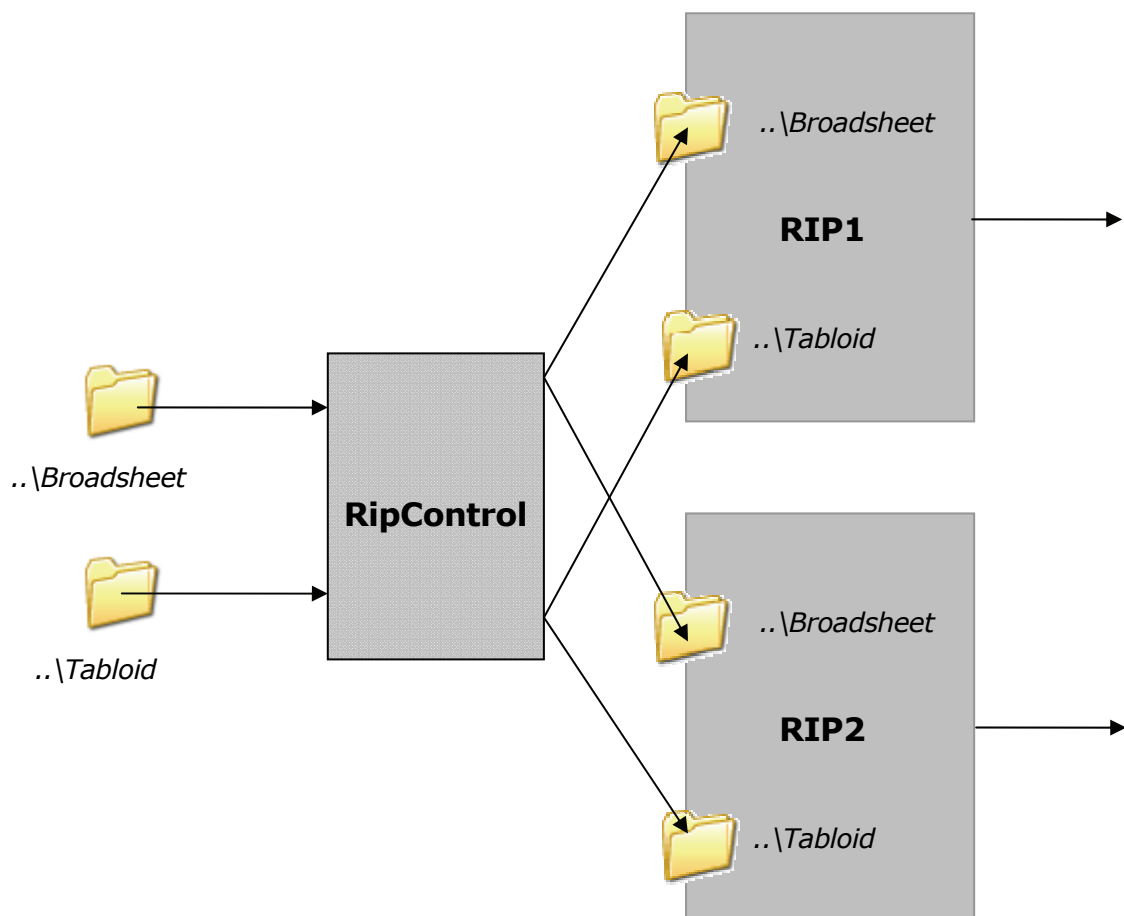 ..\Broadsheet
RIP1
..\Tabloid
..\Broadsheet
RipControl
..\Tabloid
..\Broadsheet
RIP2
..\Tabloid